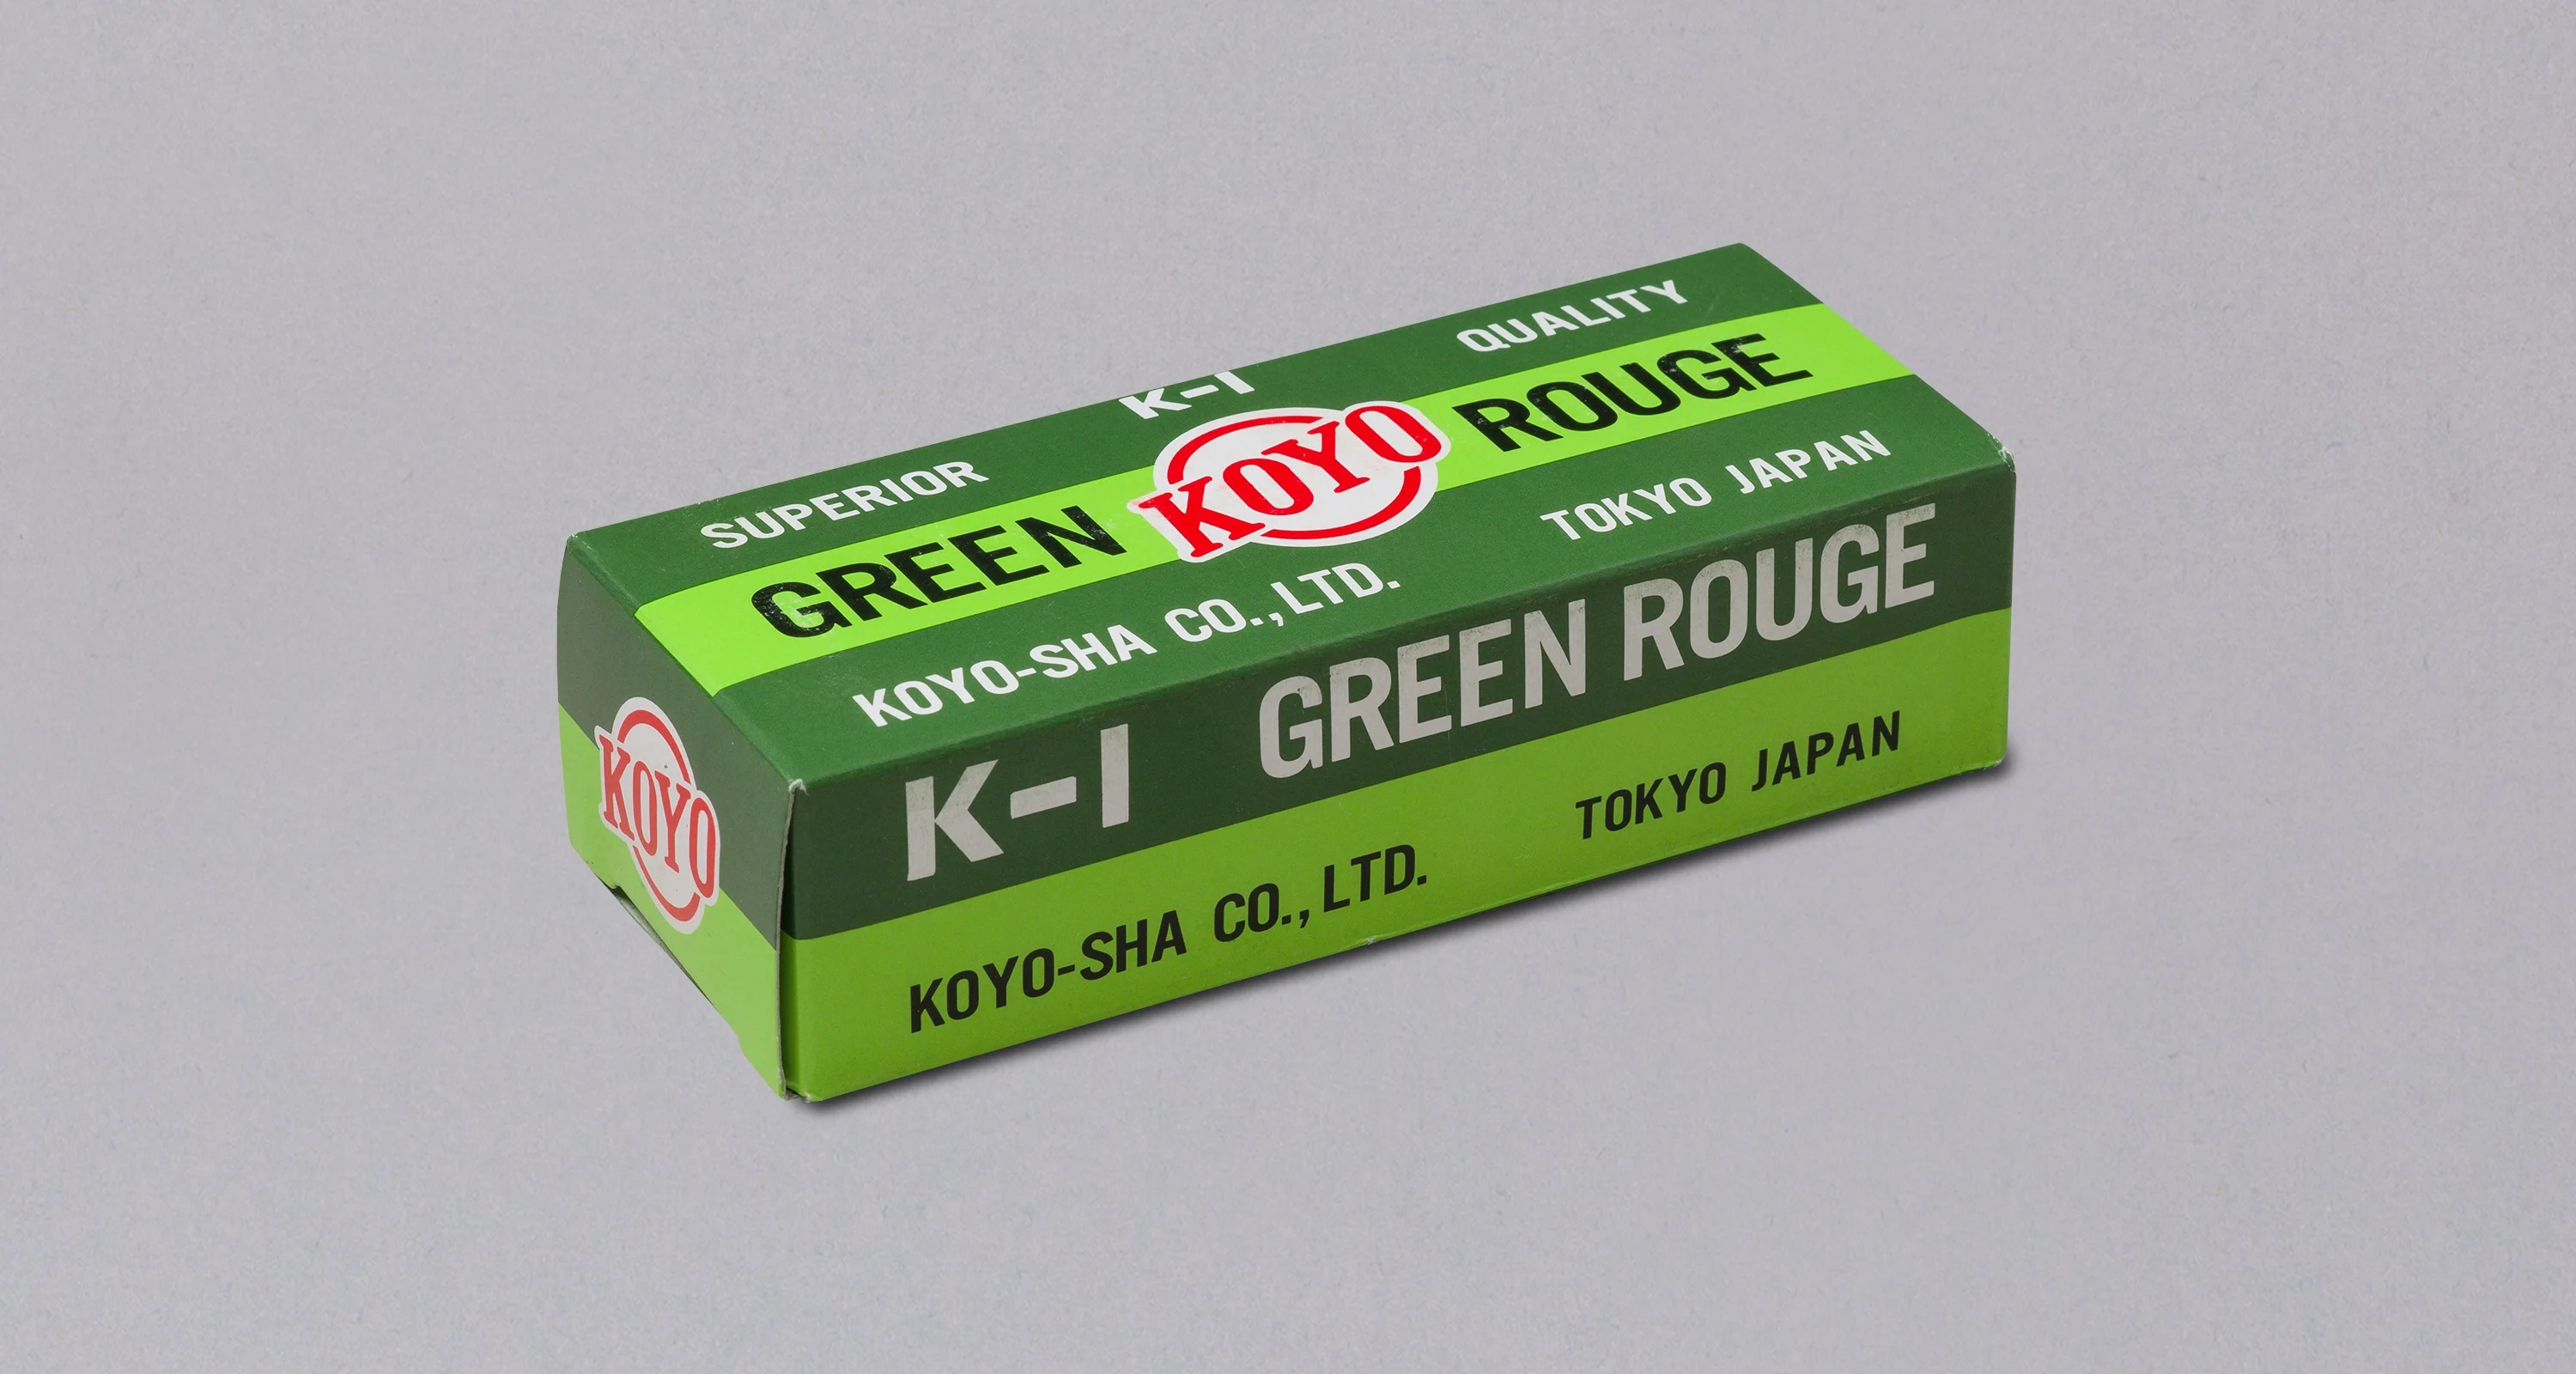 K-I
SUPERIOR QUALITY
GREEN KOYO ROUGE
KOYO-SHA CO., LTD. TOKYO JAPAN
K-I GREEN ROUGE
KOYO-SHA CO., LTD. TOKYO JAPAN
KOYO